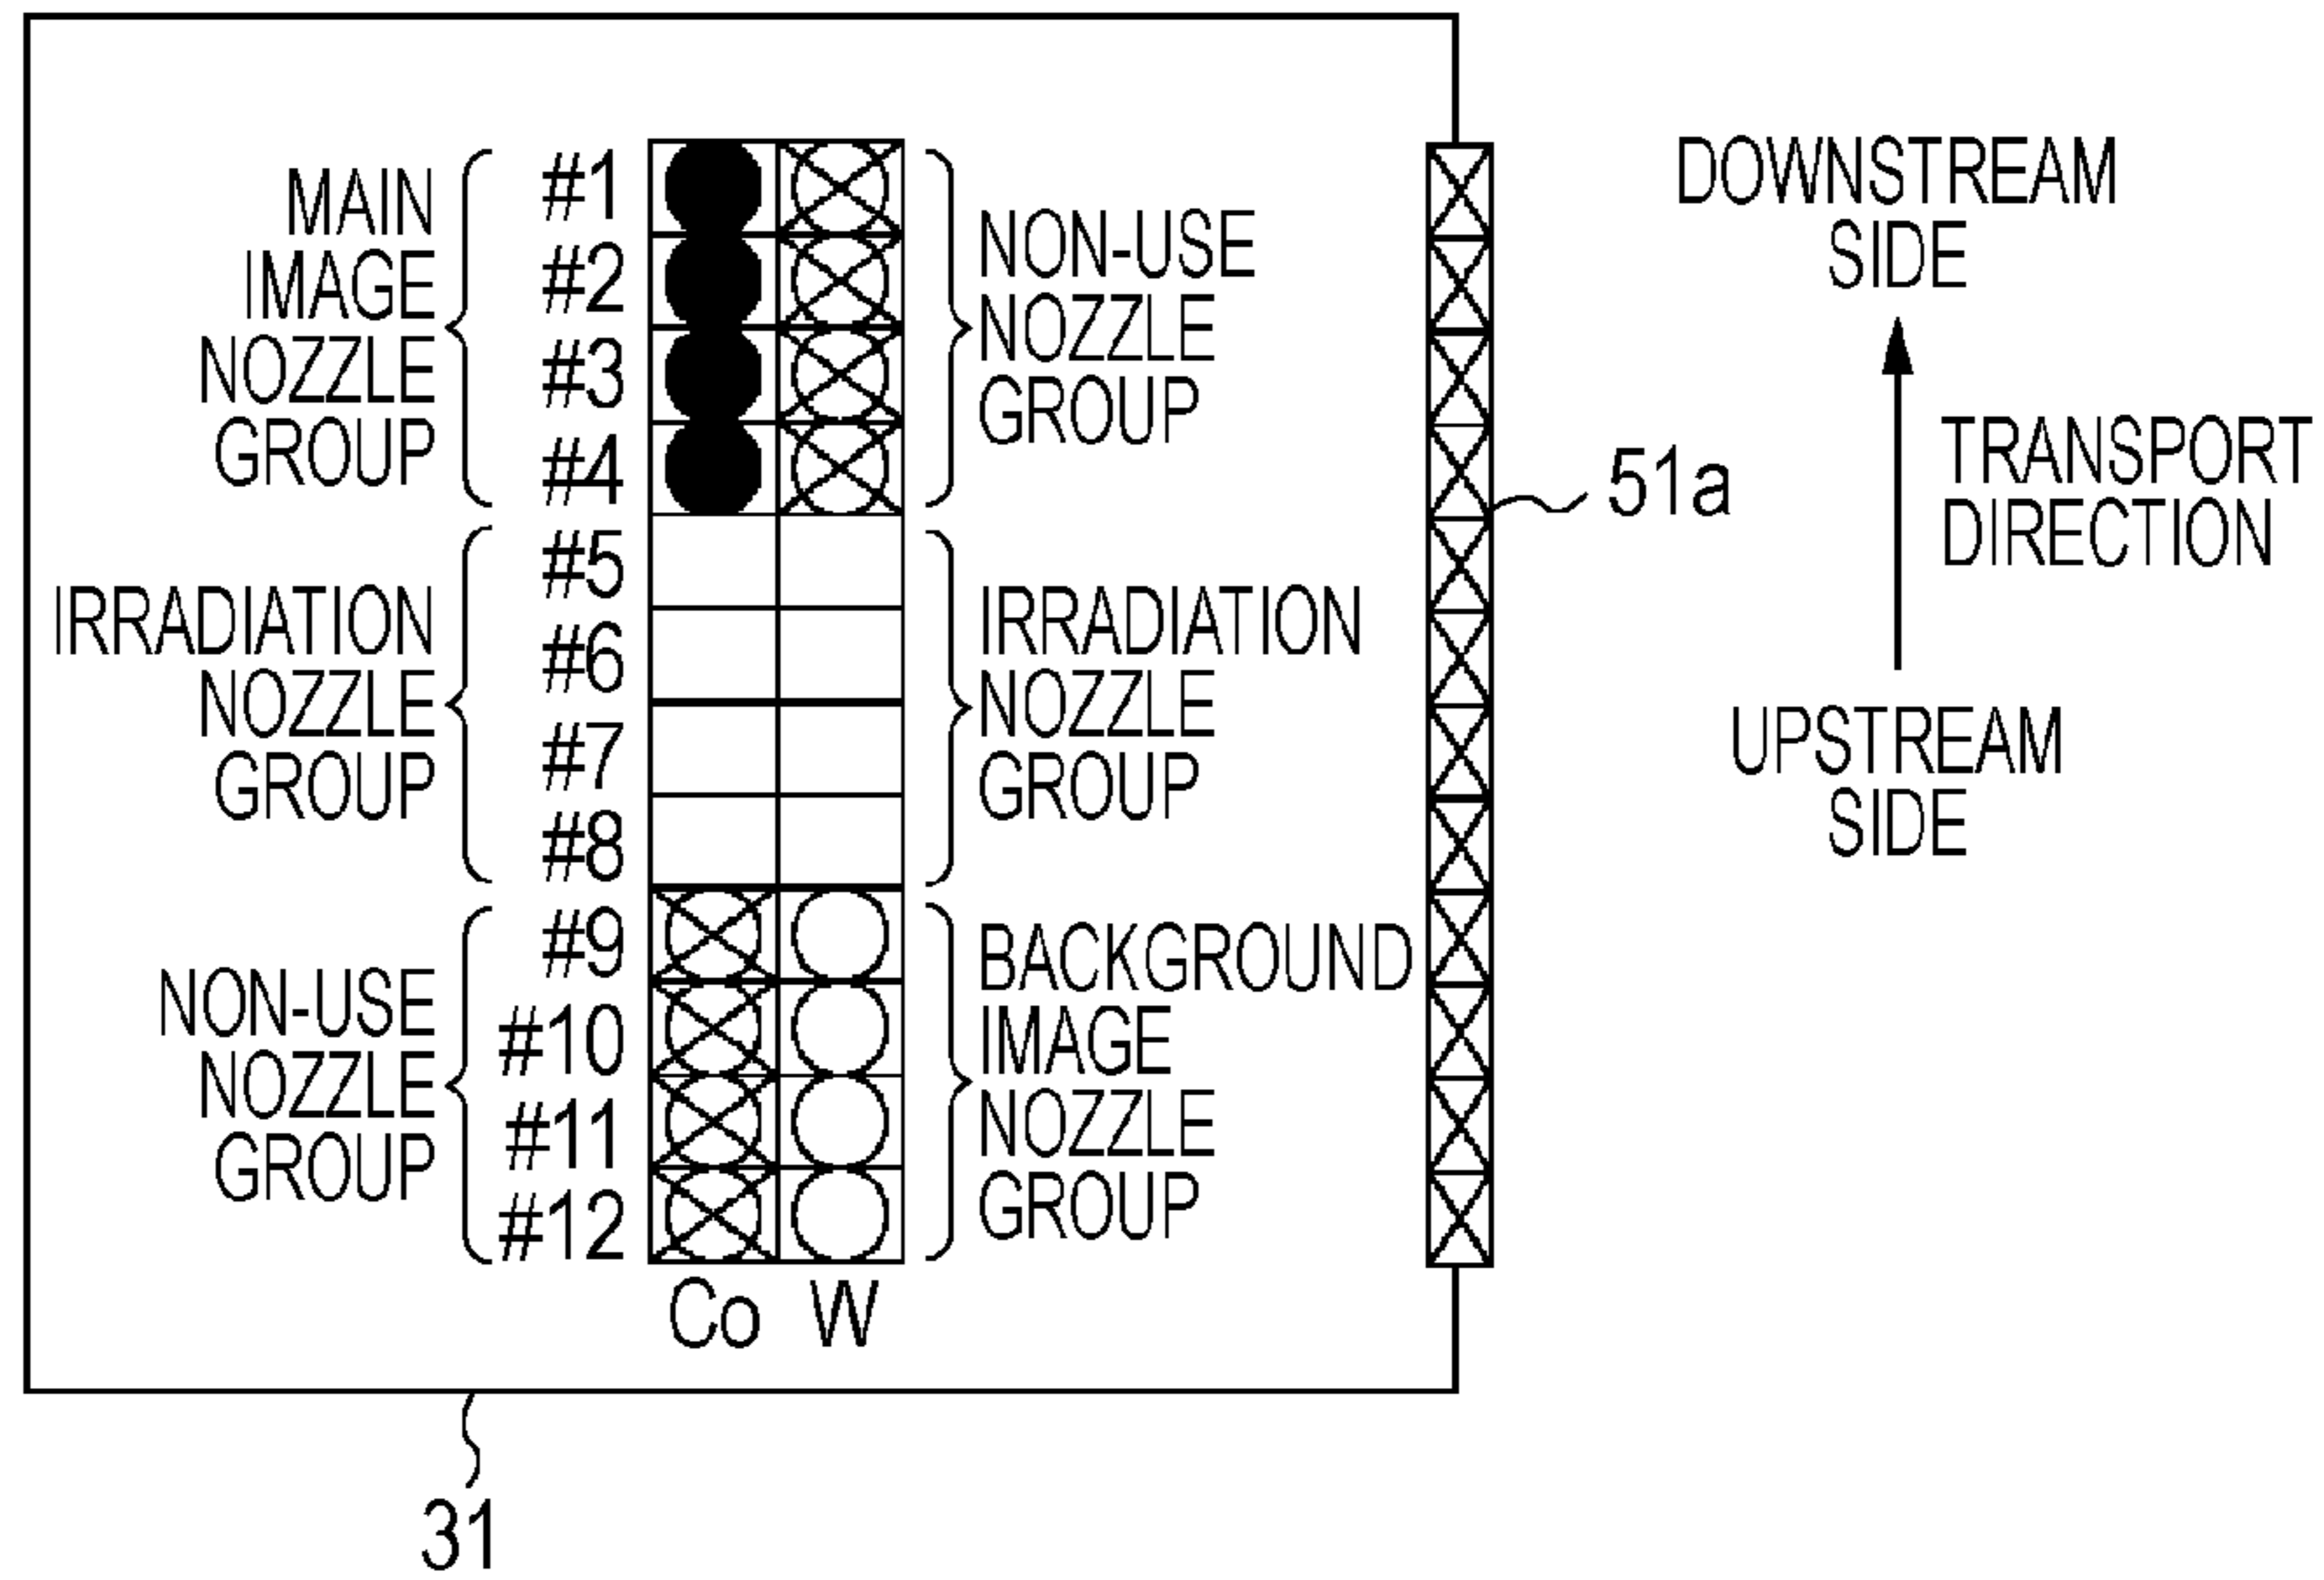 MAIN
IMAGE
NOZZLE
GROUP
IRRADIATION
NOZZLE
GROUP
NON-USE
NOZZLE
GROUP
#1
#2
#3
#4
#5
#6
#7
#8
#9
#10
#11
#12
Co W
NON-USE
NOZZLE
GROUP
IRRADIATION
NOZZLE
GROUP
BACKGROUND
IMAGE
NOZZLE
GROUP
51a
31
DOWNSTREAM
SIDE
TRANSPORT
DIRECTION
UPSTREAM
SIDE